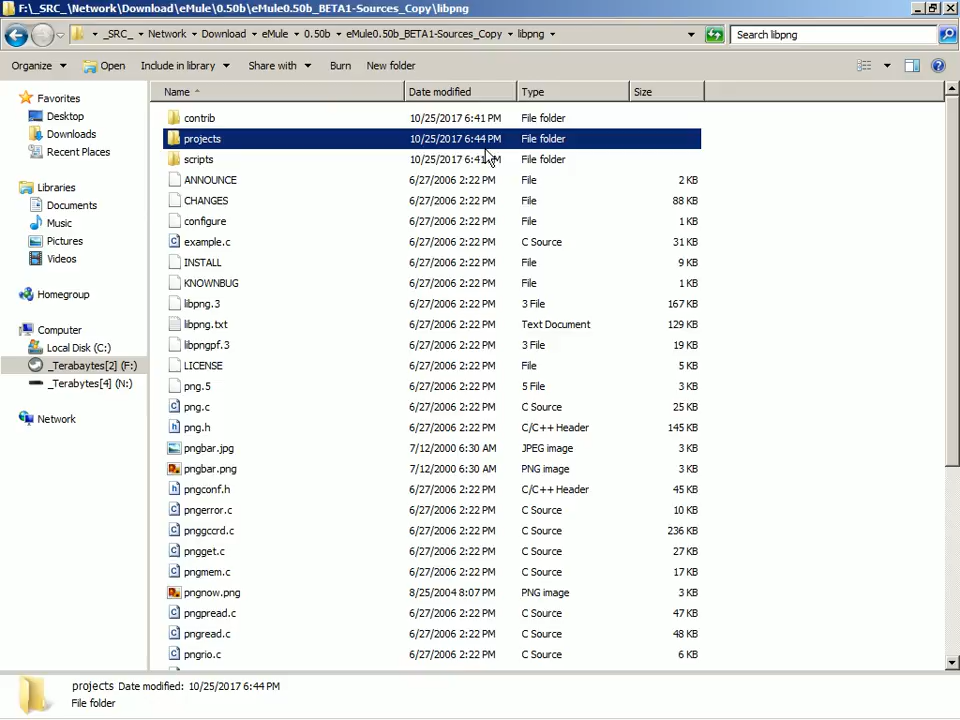 F:\_SRC_\Network\Download\eMule\0.50b\eMule0.50b_BETA1-Sources_Copy\libpng
_SRC_ Network Download eMule 0.50b eMule0.50b_BETA1-Sources_Copy libpng Search libpng
Organize Open Include in library Share with Burn New folder
Name Date modified Type Size
Favorites
Desktop
Downloads
Recent Places
Libraries
Documents
Music
Pictures
Videos
Homegroup
Computer
Local Disk (C:)
_Terabaytes[2] (F:)
_Terabytes[4] (N:)
Network
contrib 10/25/2017 6:41 PM File folder
projects 10/25/2017 6:44 PM File folder
scripts 10/25/2017 6:41 PM File folder
ANNOUNCE 6/27/2006 2:22 PM File 2 KB
CHANGES 6/27/2006 2:22 PM File 88 KB
configure 6/27/2006 2:22 PM File 1 KB
example.c 6/27/2006 2:22 PM C Source 31 KB
INSTALL 6/27/2006 2:22 PM File 9 KB
KNOWNBUG 6/27/2006 2:22 PM File 1 KB
libpng.3 6/27/2006 2:22 PM 3 File 167 KB
libpng.txt 6/27/2006 2:22 PM Text Document 129 KB
libpngpf.3 6/27/2006 2:22 PM 3 File 19 KB
LICENSE 6/27/2006 2:22 PM File 5 KB
png.5 6/27/2006 2:22 PM 5 File 3 KB
png.c 6/27/2006 2:22 PM C Source 25 KB
png.h 6/27/2006 2:22 PM C/C++ Header 145 KB
pngbar.jpg 7/12/2000 6:30 AM JPEG image 3 KB
pngbar.png 7/12/2000 6:30 AM PNG image 3 KB
pngconf.h 6/27/2006 2:22 PM C/C++ Header 45 KB
pngerror.c 6/27/2006 2:22 PM C Source 10 KB
pnggccrd.c 6/27/2006 2:22 PM C Source 236 KB
pngget.c 6/27/2006 2:22 PM C Source 27 KB
pngmem.c 6/27/2006 2:22 PM C Source 17 KB
pngnow.png 8/25/2004 8:07 PM PNG image 3 KB
pngpread.c 6/27/2006 2:22 PM C Source 47 KB
pngread.c 6/27/2006 2:22 PM C Source 48 KB
pngrio.c 6/27/2006 2:22 PM C Source 6 KB
projects Date modified: 10/25/2017 6:44 PM
File folder